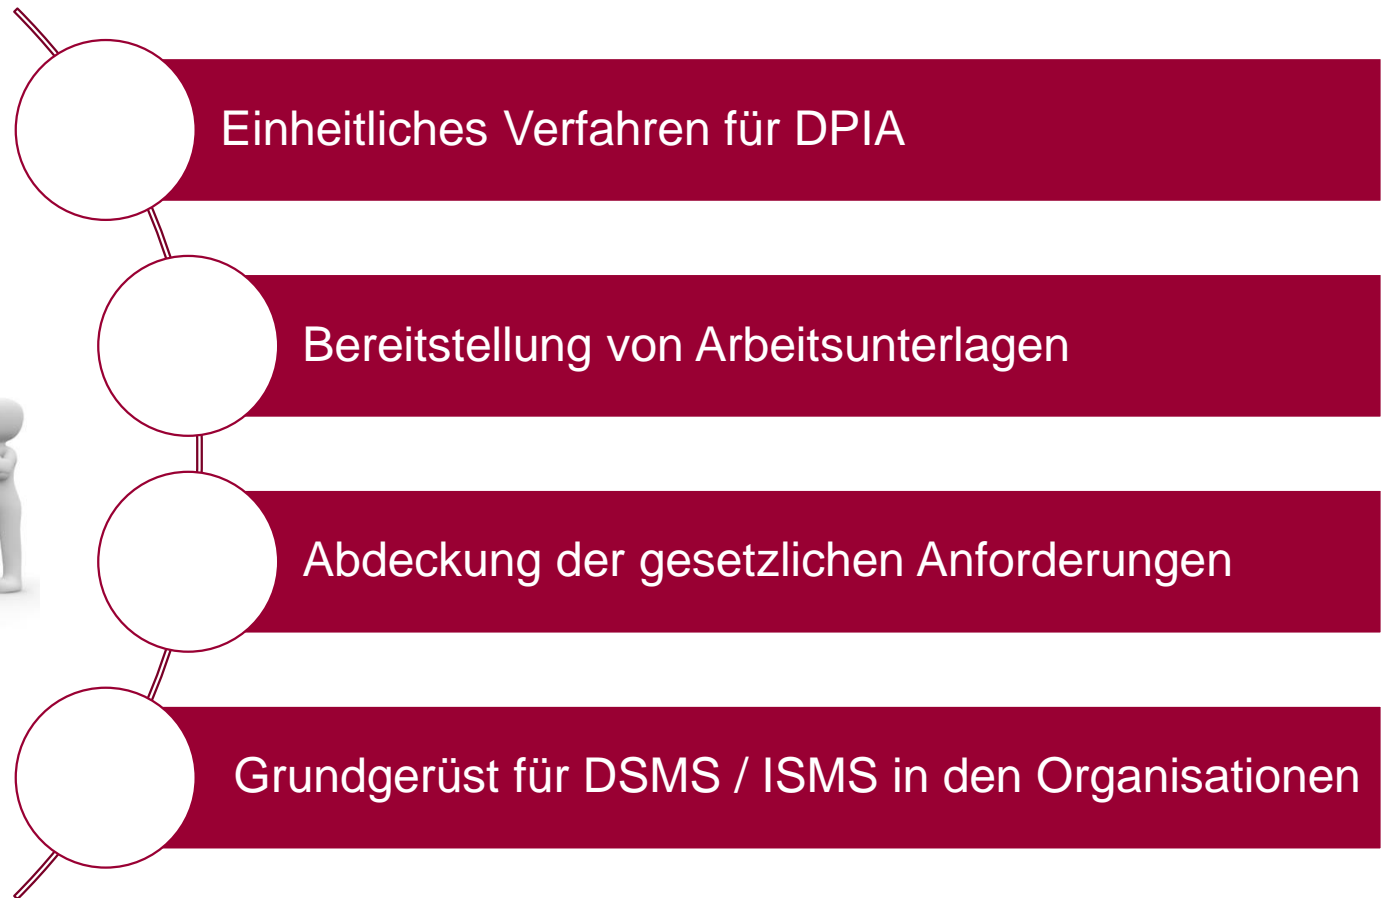 Einheitliches Verfahren für DPIA
Bereitstellung von Arbeitsunterlagen
Abdeckung der gesetzlichen Anforderungen
Grundgerüst für DSMS / ISMS in den Organisationen